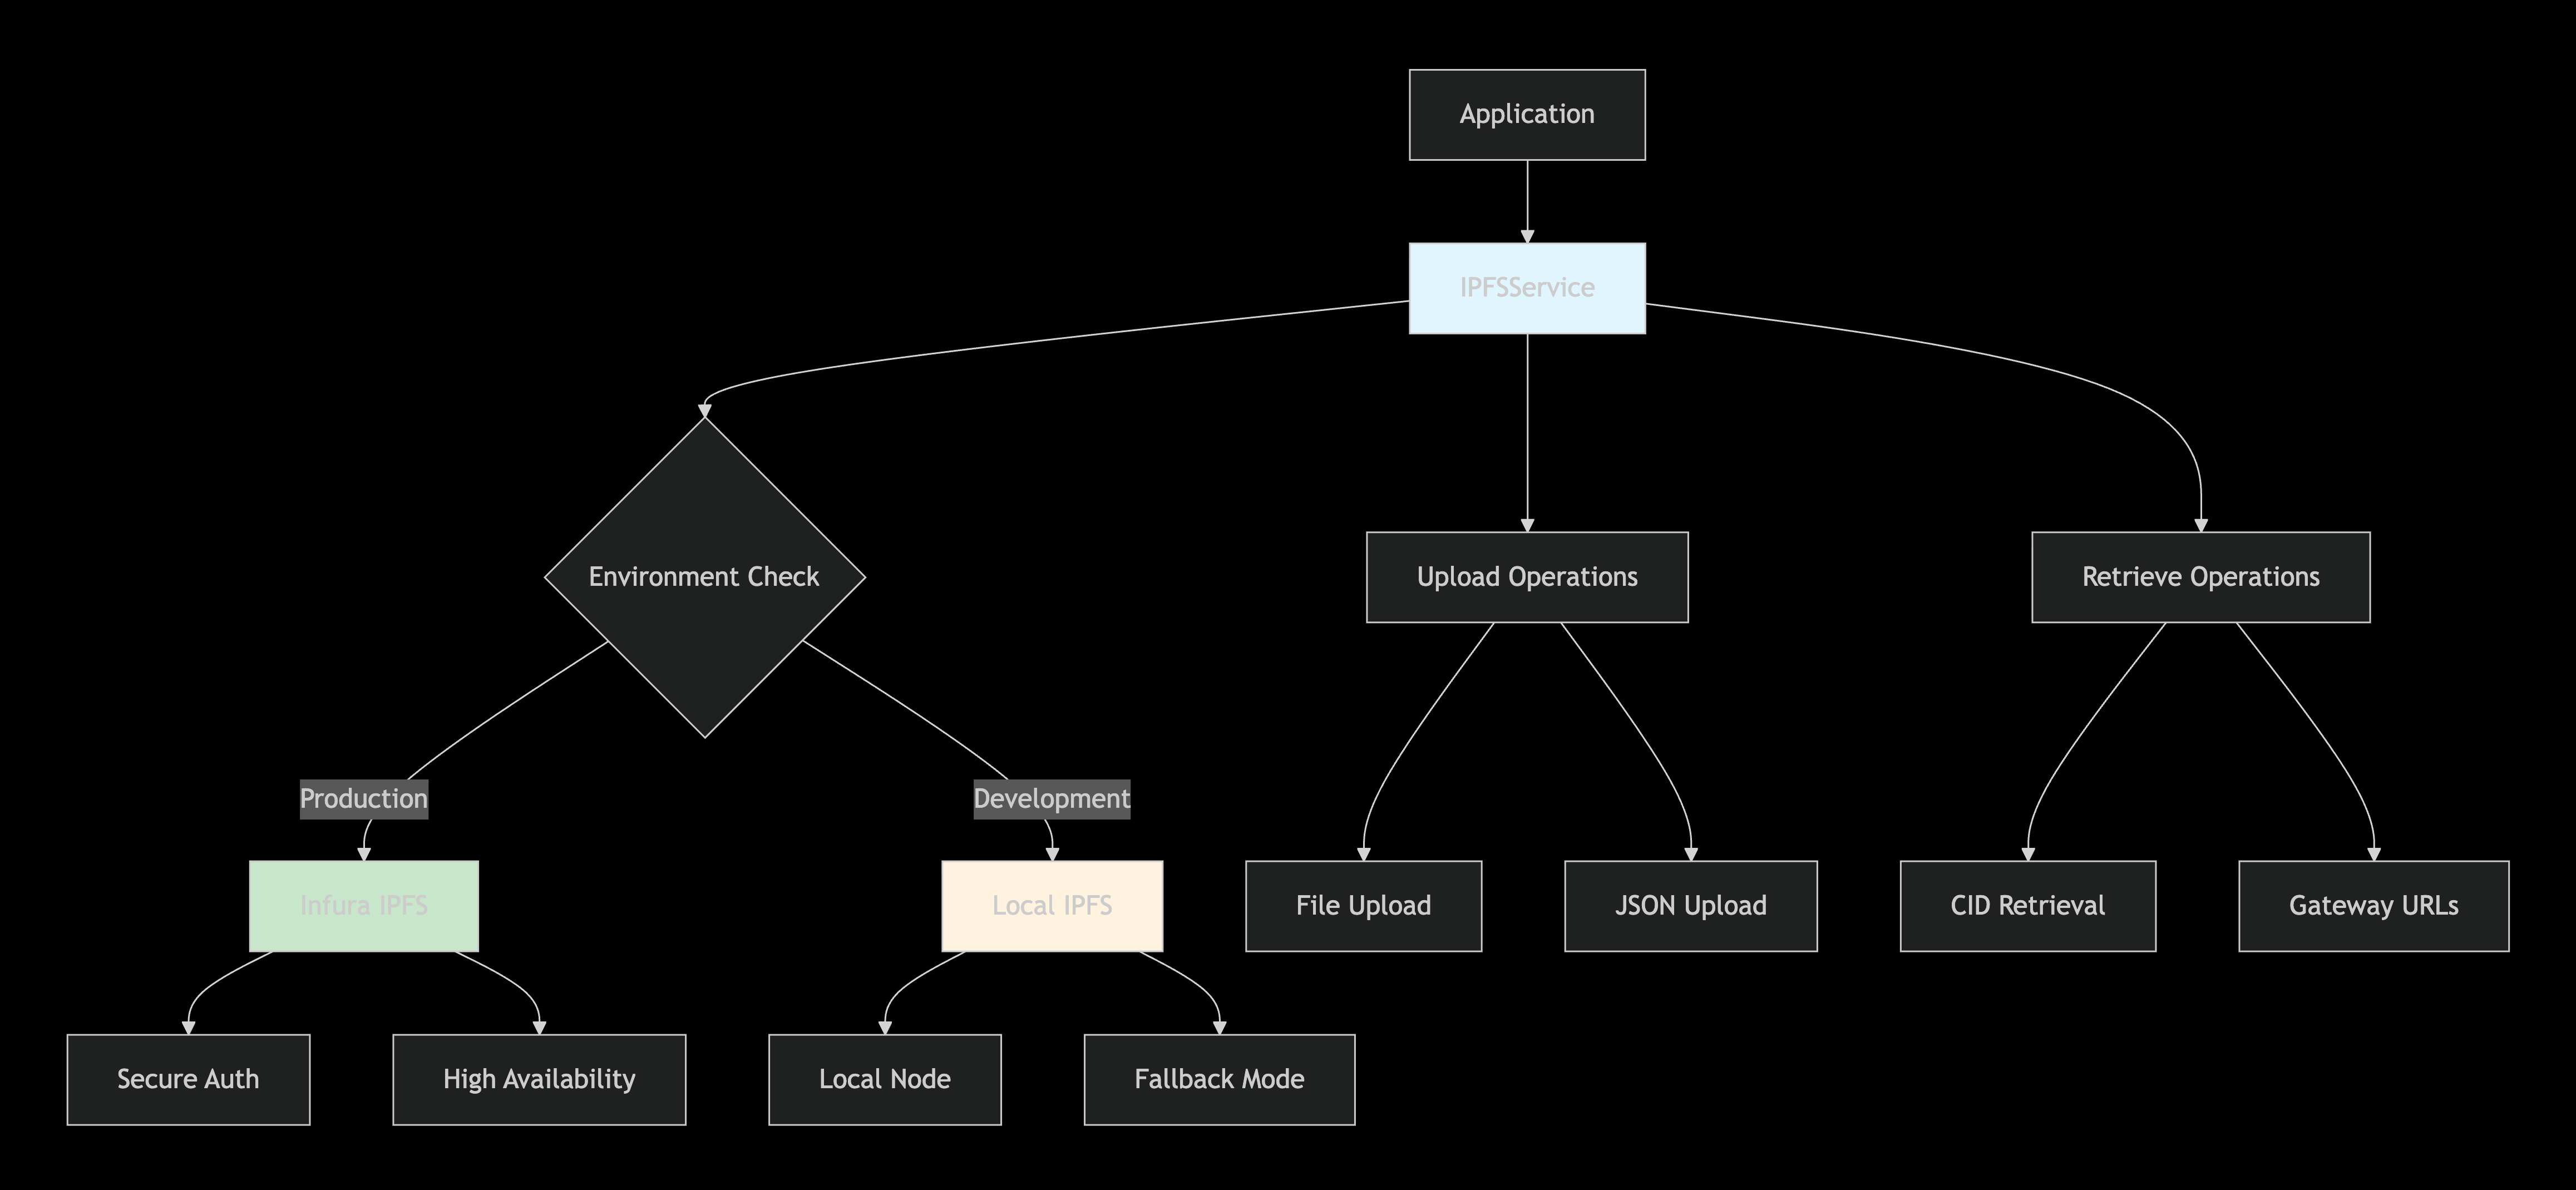 Application
IPFSService
Environment Check
Upload Operations
Retrieve Operations
Production
Development
Infura IPFS
Local IPFS
File Upload
JSON Upload
CID Retrieval
Gateway URLs
Secure Auth
High Availability
Local Node
Fallback Mode